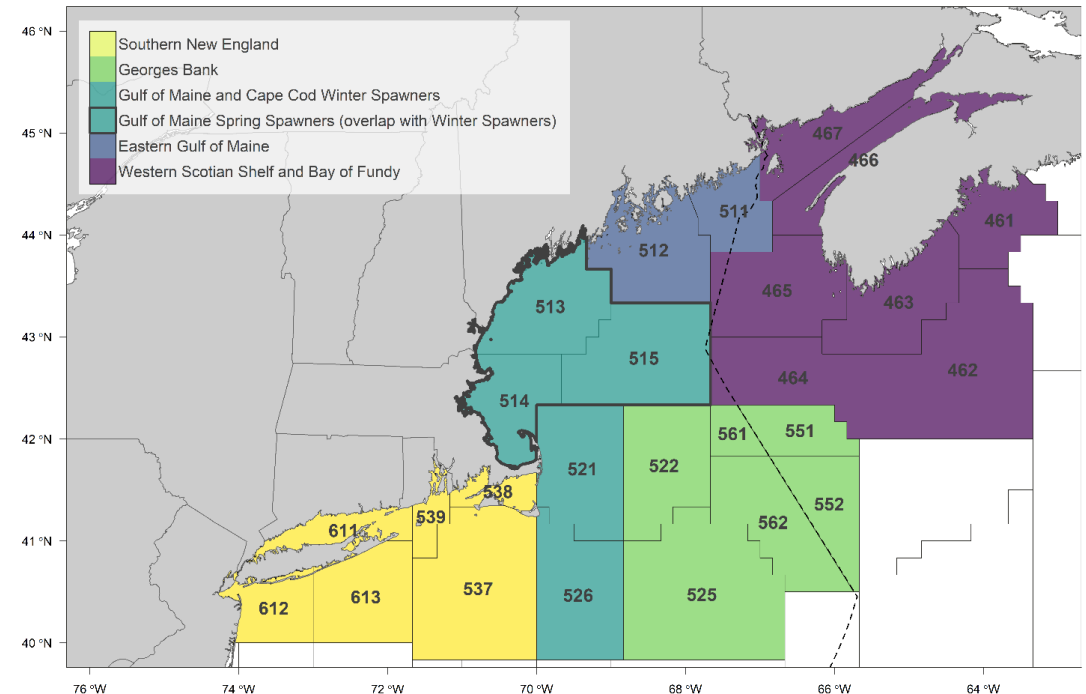 46 °N
Southern New England
Georges Bank
Gulf of Maine and Cape Cod Winter Spawners
Gulf of Maine Spring Spawners (overlap with Winter Spawners)
Eastern Gulf of Maine
Western Scotian Shelf and Bay of Fundy
45 °N
467
466
44 °N
511
461
512
465
463
513
43 °N
515
464
462
514
42 °N
561
551
521
522
538
552
539
562
611
41 °N
537
526
525
612
613
40 °N
76 °W
74 °W
72 °W
70 °W
68 °W
66 °W
64 °W